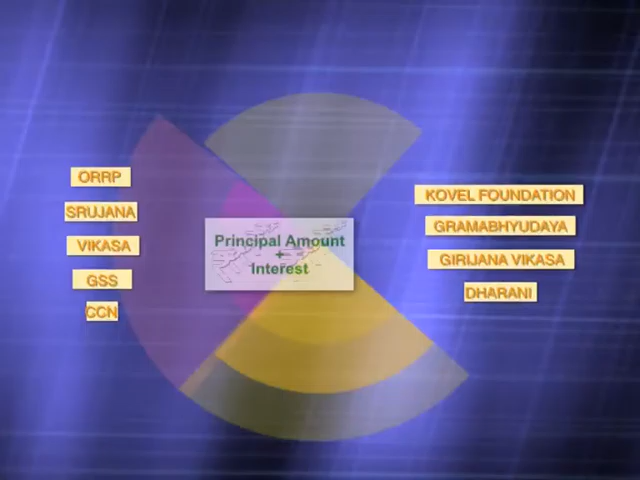 ORRP
SRUJANA
VIKASA
GSS
CCN
Principal Amount
+
Interest
KOVEL FOUNDATION
GRAMABHYUDAYA
GIRIJANA VIKASA
DHARANI